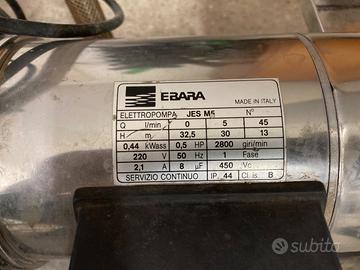 EBARA
MADE IN ITALY
ELETTROPOMPA JES M5 N°
Q l/min 0 5 45
H m 32,5 30 13
0,44 kWass 0,5 HP 2800 giri/min
220 V 50 Hz 1 Fase
2,1 A 8 µF 450 Vc
SERVIZIO CONTINUO IP 44 Cl. Is. B
subito